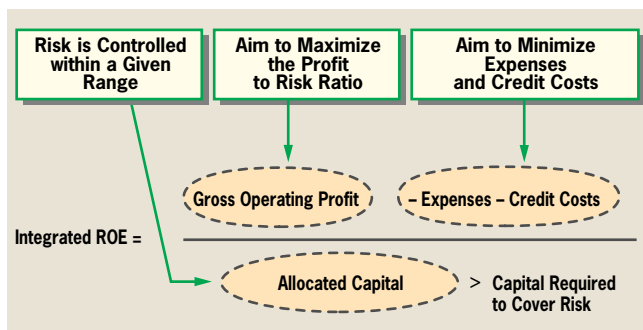 Risk is Controlled
within a Given
Range
Aim to Maximize
the Profit
to Risk Ratio
Aim to Minimize
Expenses
and Credit Costs
Gross Operating Profit
– Expenses – Credit Costs
Integrated ROE =
Allocated Capital
> Capital Required
to Cover Risk